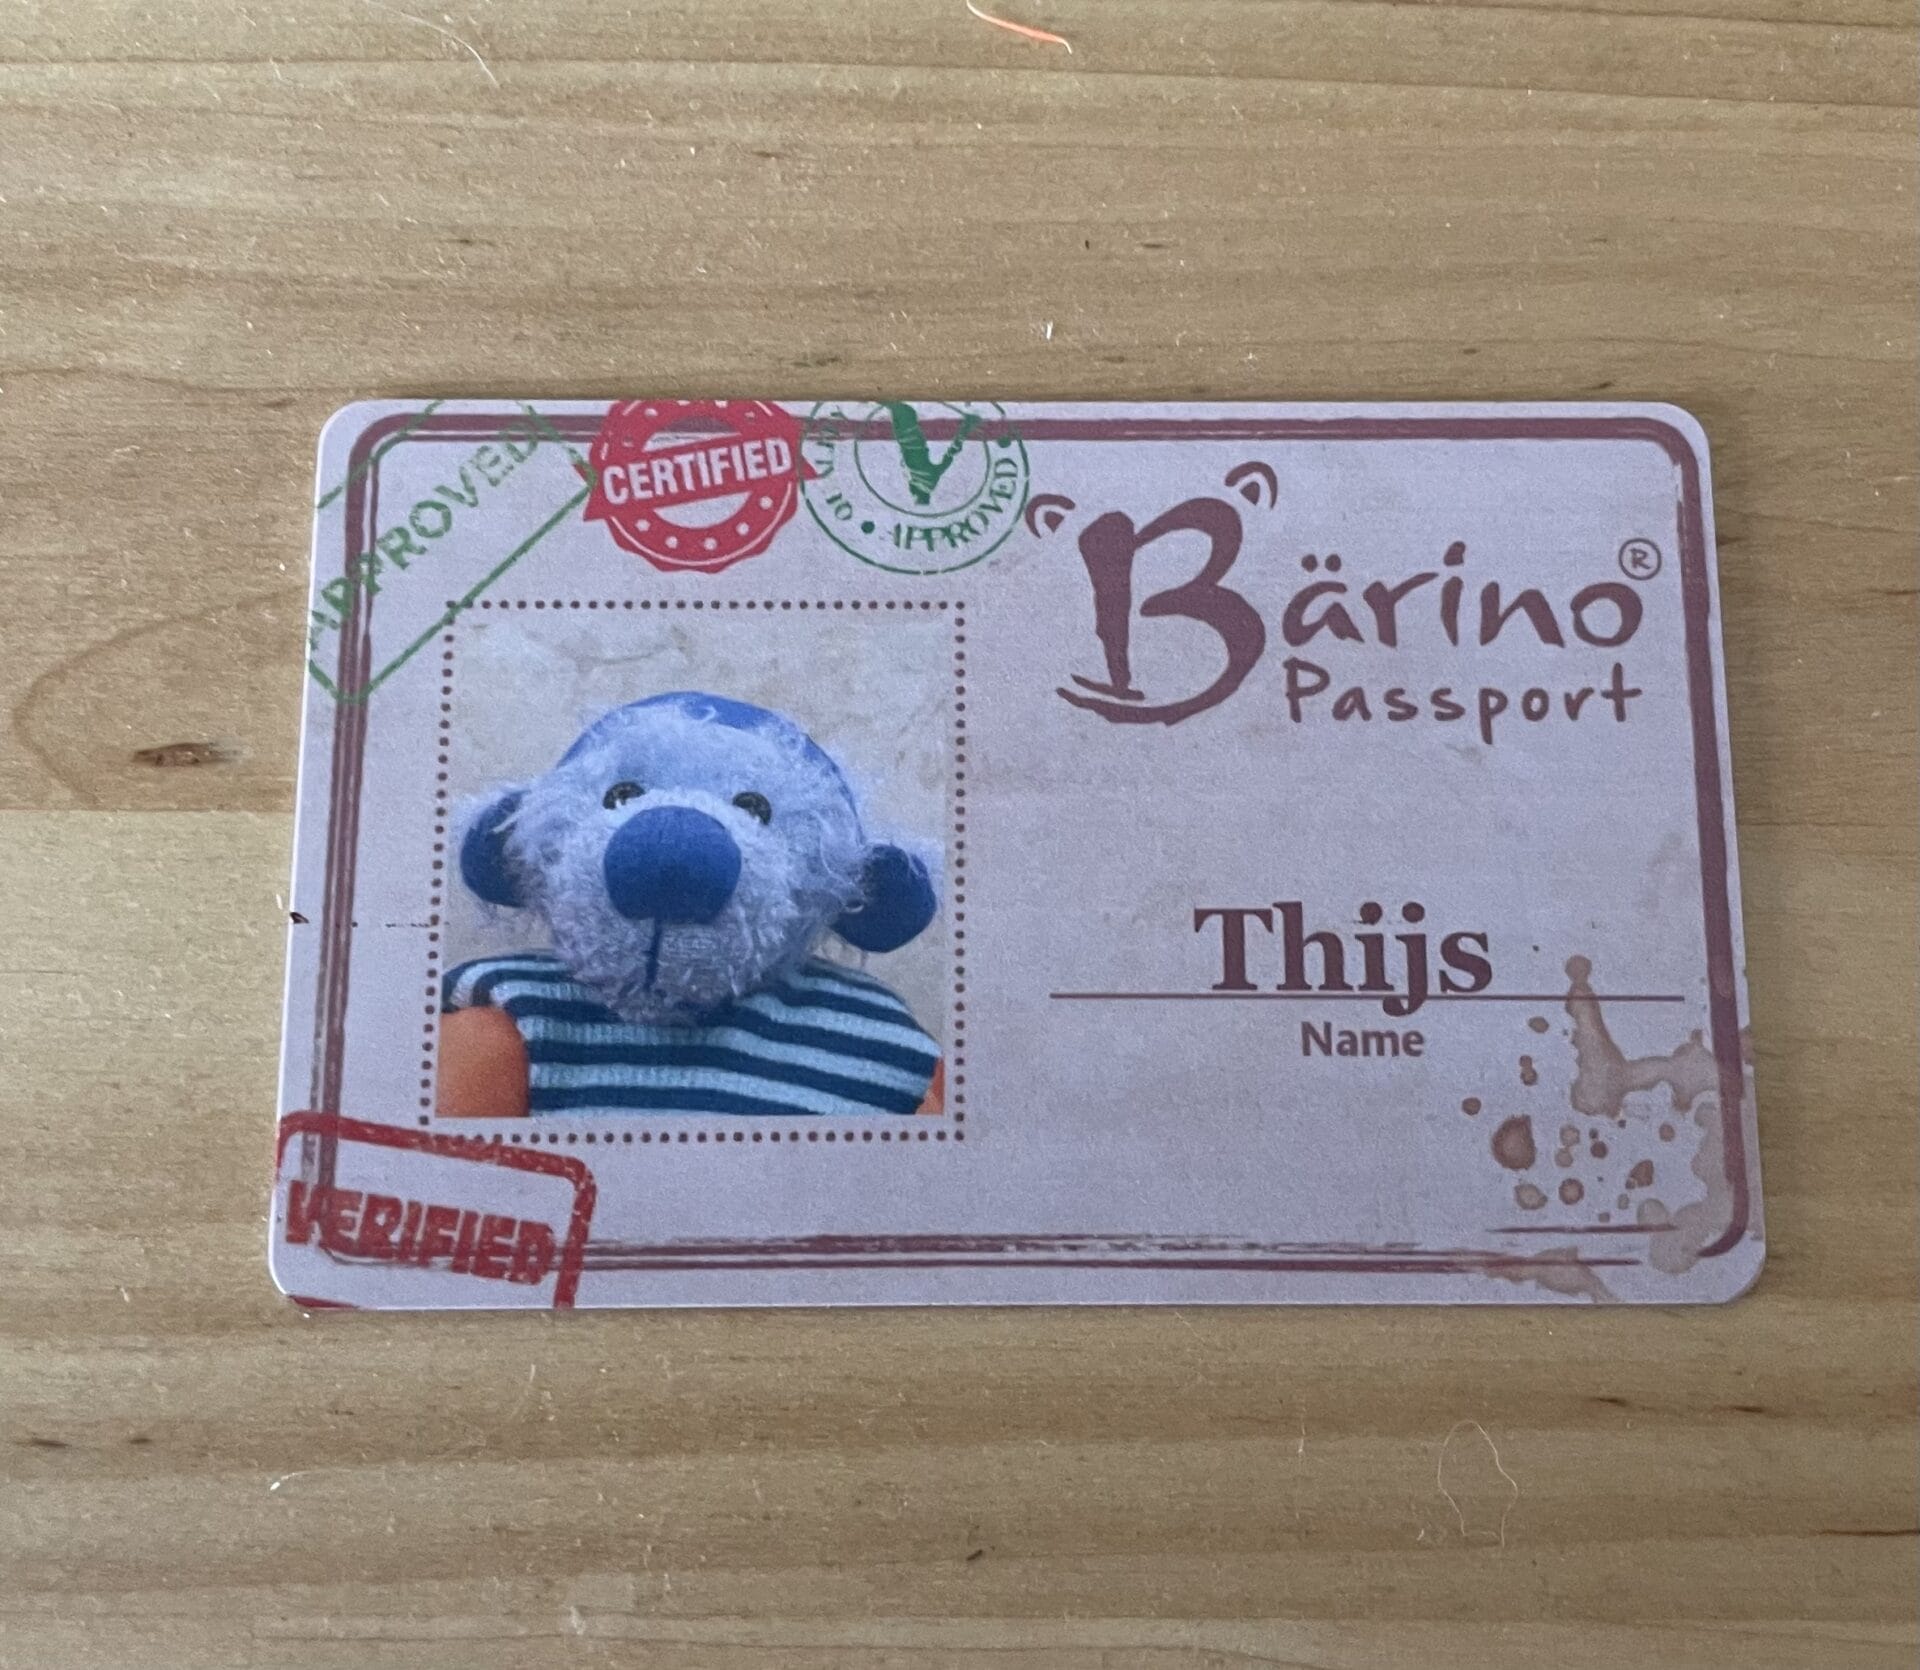 APPROVED
CERTIFIED
APPROVED
Bärino®
Passport
Thijs
Name
VERIFIED